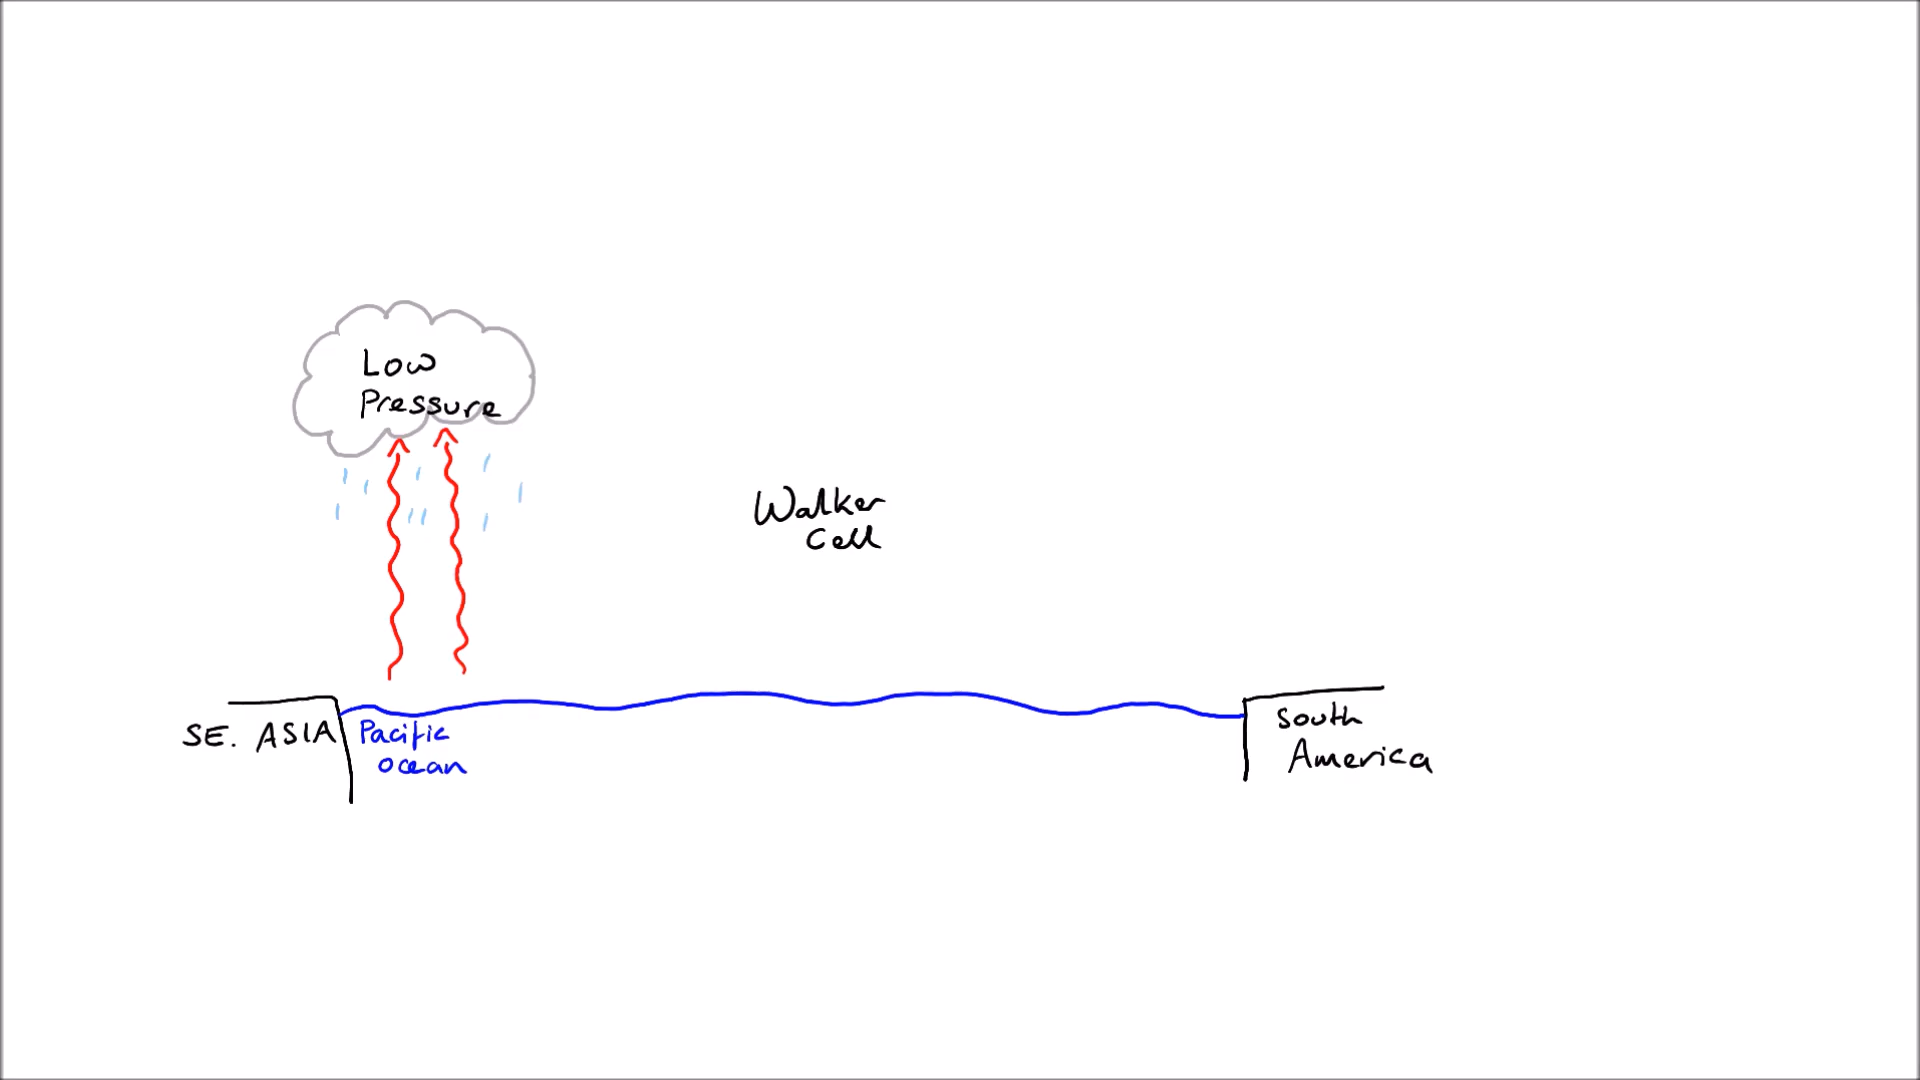 Low
Pressure
Walker
Cell
SE. ASIA
Pacific
Ocean
South
America